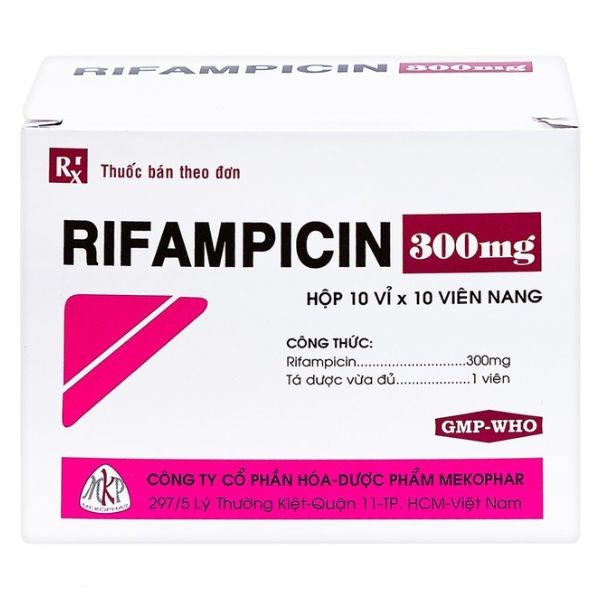 RIFAMPICIN 300mg
Rx Thuốc bán theo đơn
RIFAMPICIN 300mg
HỘP 10 VỈ x 10 VIÊN NANG
CÔNG THỨC:
Rifampicin........................300mg
Tá dược vừa đủ...................1 viên
GMP-WHO
MKP
MEKOPHAR
CÔNG TY CỔ PHẦN HÓA-DƯỢC PHẨM MEKOPHAR
297/5 Lý Thường Kiệt-Quận 11-TP. HCM-Việt Nam